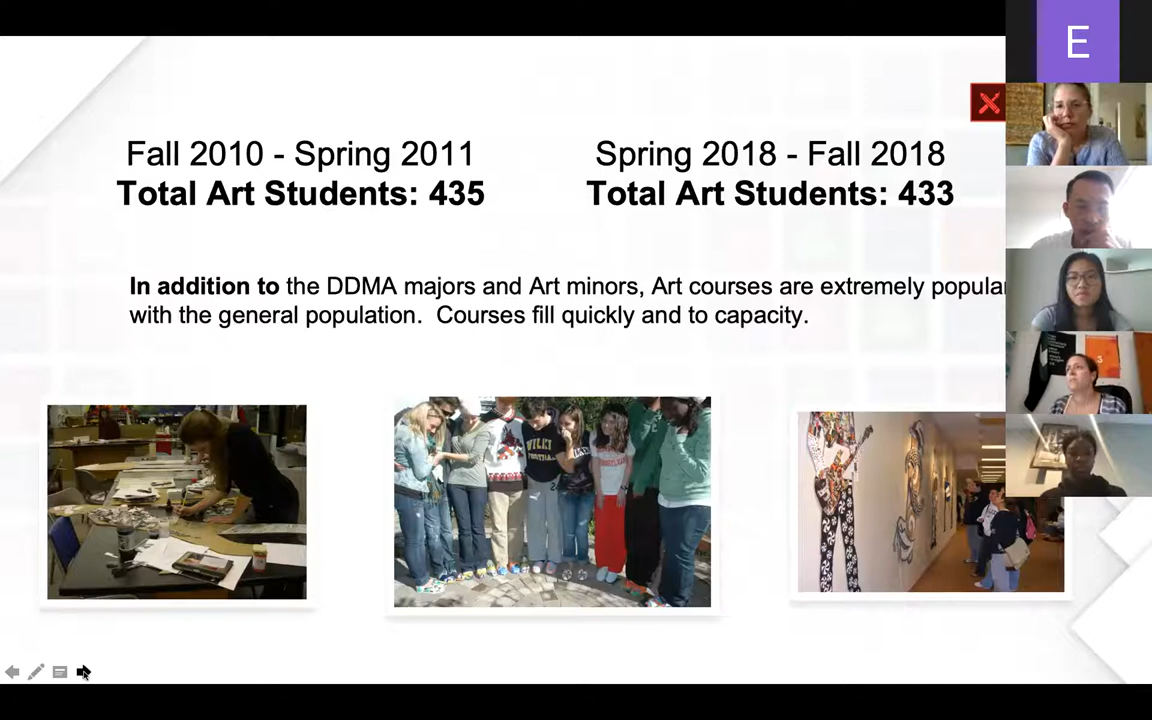 Fall 2010 - Spring 2011
Total Art Students: 435
Spring 2018 - Fall 2018
Total Art Students: 433
In addition to the DDMA majors and Art minors, Art courses are extremely popular
with the general population. Courses fill quickly and to capacity.
E